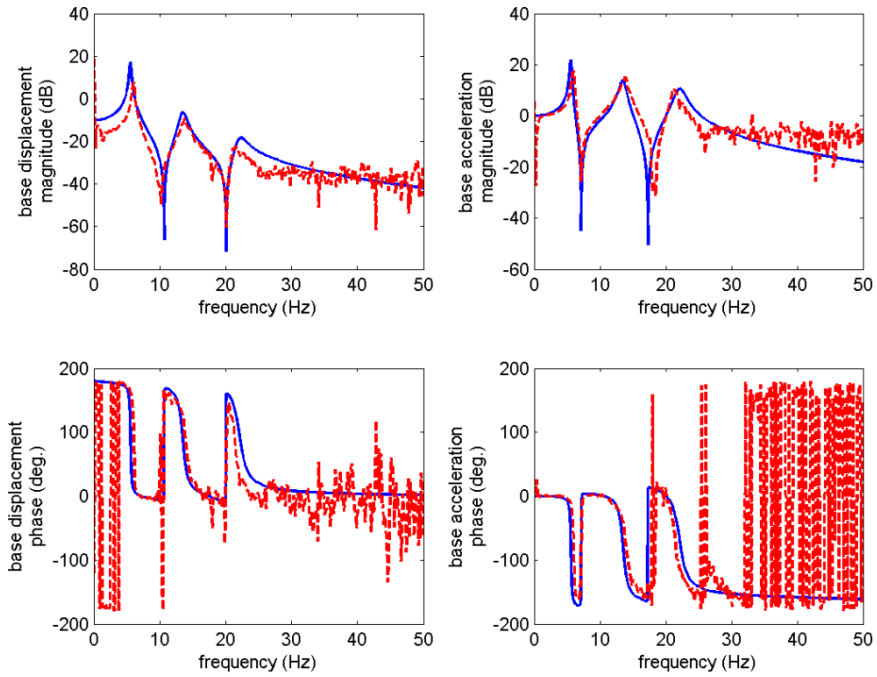 40
20
0
-20
-40
-60
-80
0 10 20 30 40 50
frequency (Hz)
base displacement
magnitude (dB)
40
20
0
-20
-40
-60
0 10 20 30 40 50
frequency (Hz)
base acceleration
magnitude (dB)
200
100
0
-100
-200
0 10 20 30 40 50
frequency (Hz)
base displacement
phase (deg.)
200
100
0
-100
-200
0 10 20 30 40 50
frequency (Hz)
base acceleration
phase (deg.)